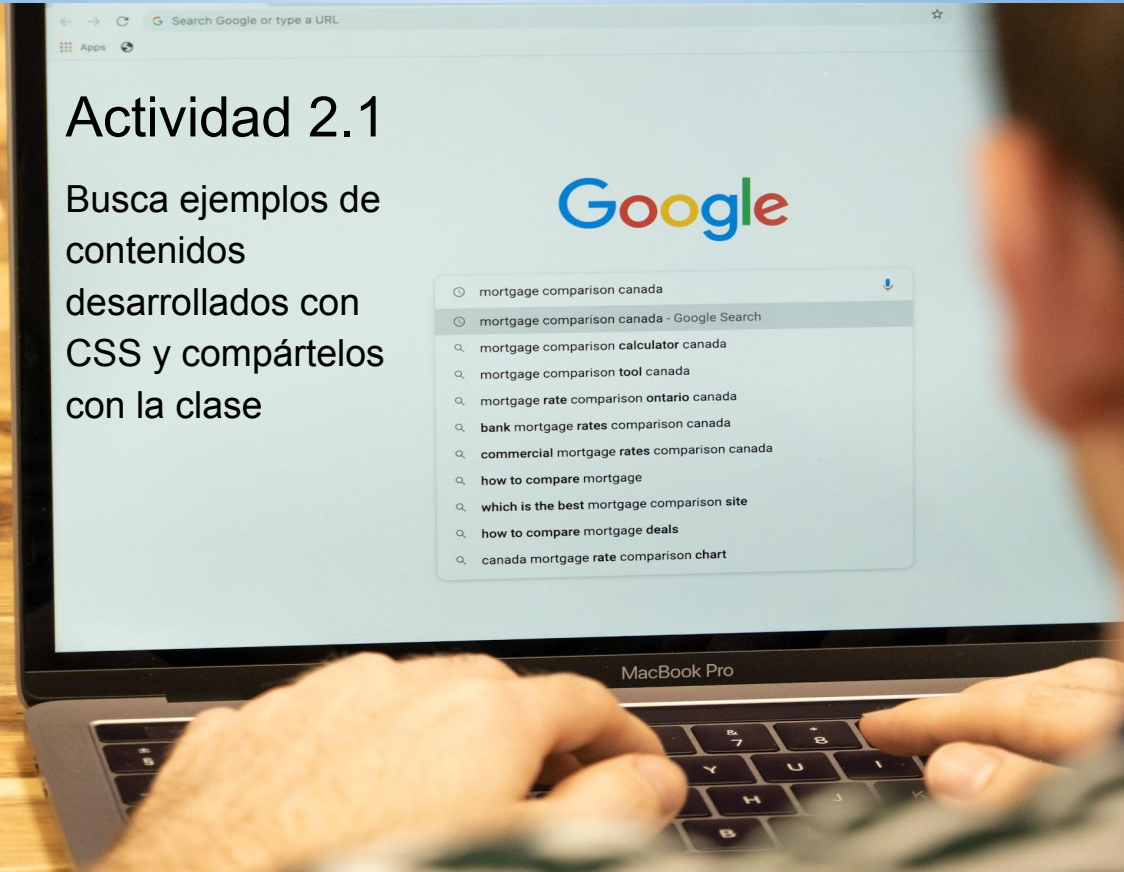 Search Google or type a URL
Apps
Actividad 2.1
Busca ejemplos de
contenidos
desarrollados con
CSS y compártelos
con la clase
Google
mortgage comparison canada
mortgage comparison canada - Google Search
mortgage comparison calculator canada
mortgage comparison tool canada
mortgage rate comparison ontario canada
bank mortgage rates comparison canada
commercial mortgage rates comparison canada
how to compare mortgage
which is the best mortgage comparison site
how to compare mortgage deals
canada mortgage rate comparison chart
MacBook Pro
& *
7 8
§
Y U I
H J K
B